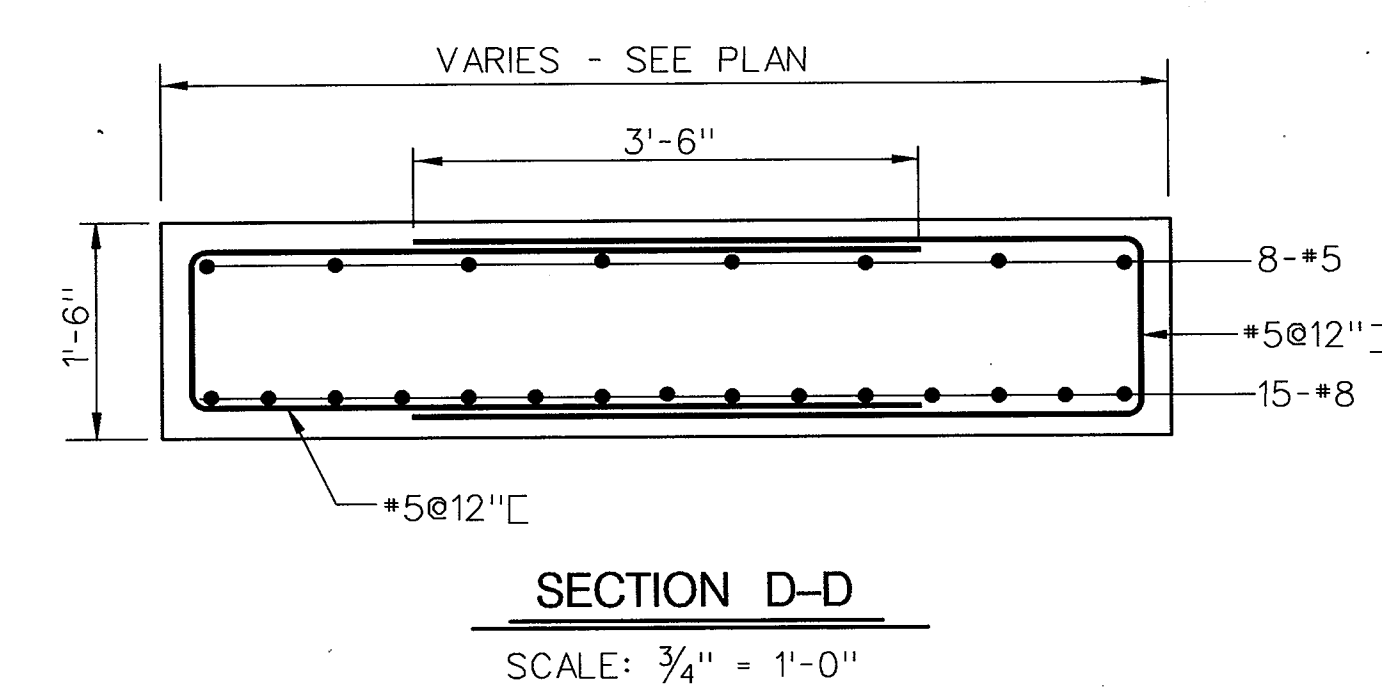 VARIES - SEE PLAN
3'-6"
1'-6"
8-#5
#5@12"
15-#8
#5@12"
SECTION D–D
SCALE: ¾" = 1'-0"